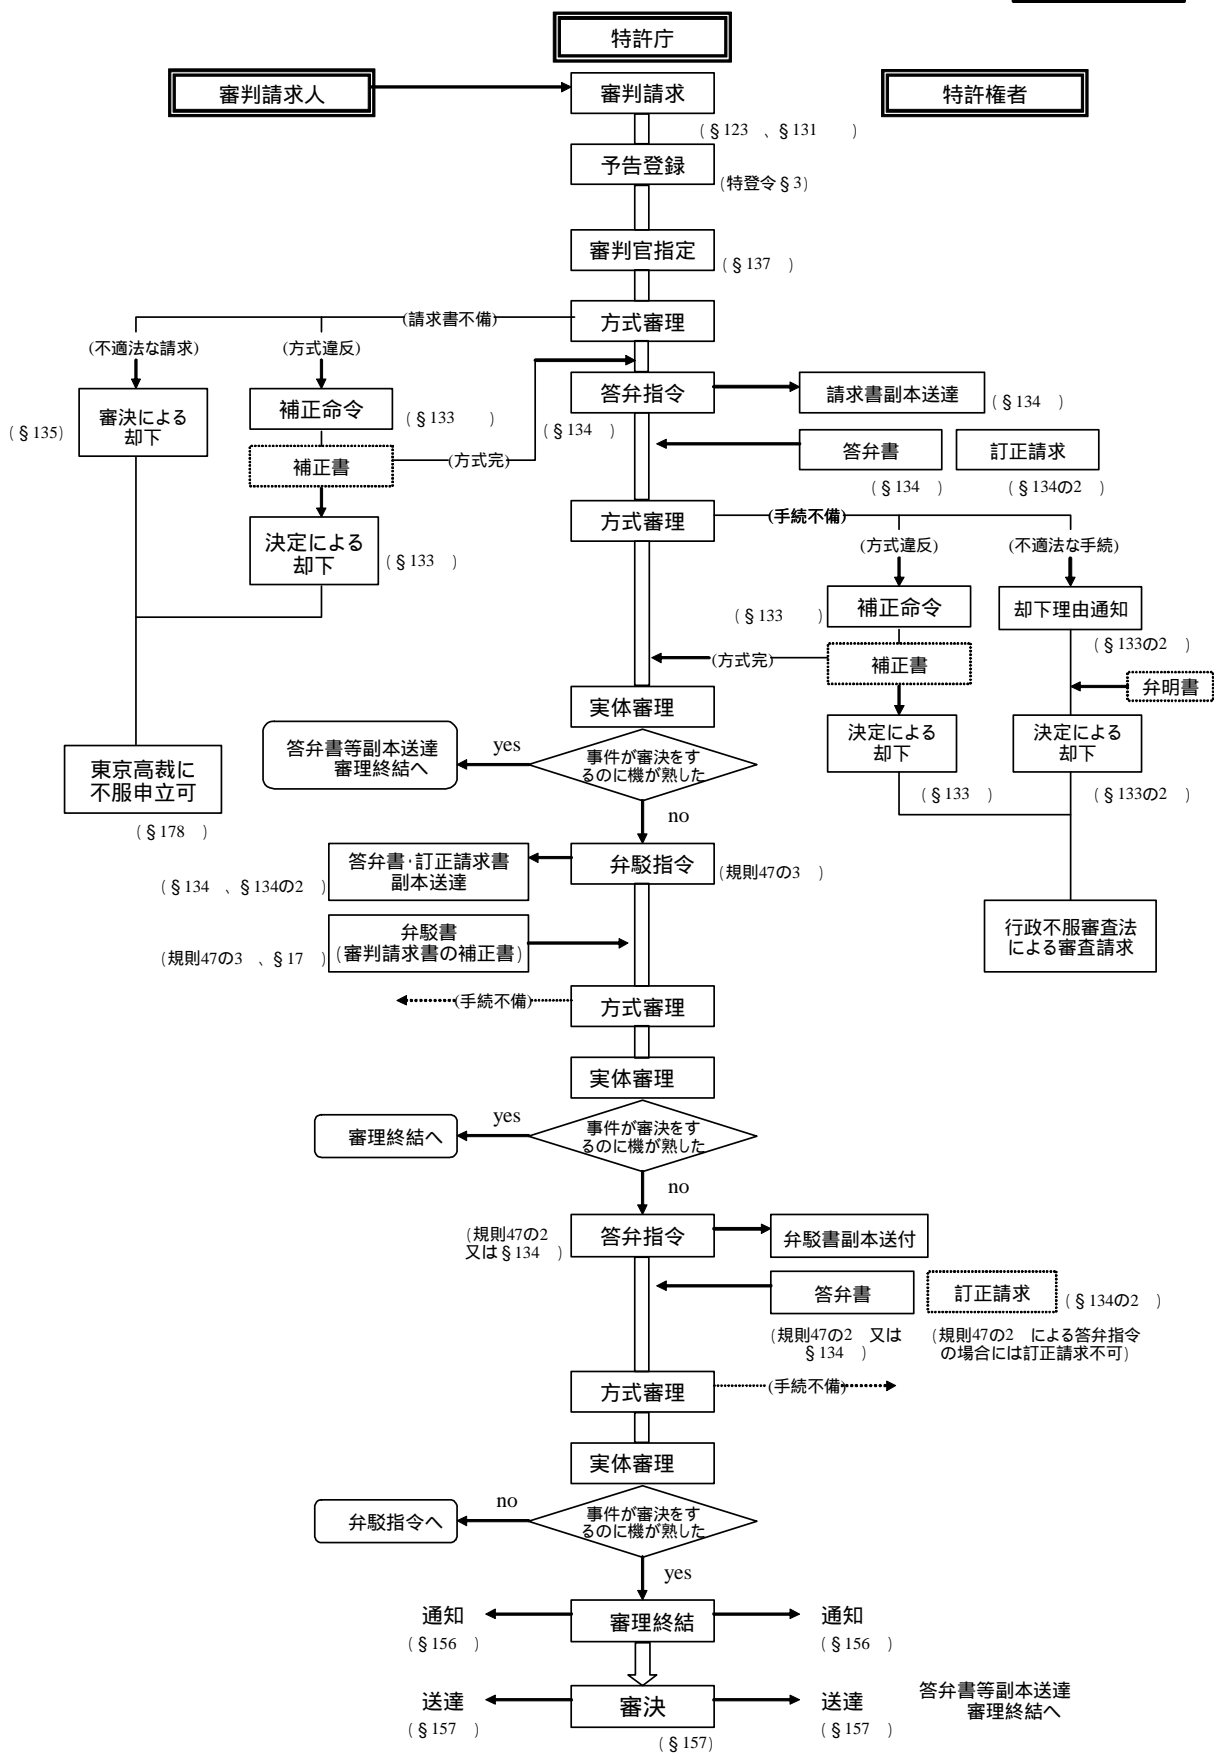 特許庁
審判請求人
審判請求
特許権者
(§123 、§131 )
予告登録
(特登令§3)
審判官指定
(§137 )
(請求書不備)
方式審理
(不適法な請求)
(方式違反)
審決による
却下
(§135)
補正命令
(§133 )
答弁指令
(§134 )
請求書副本送達
(§134 )
補正書
(方式完)
答弁書
(§134 )
訂正請求
(§134の2 )
決定による
却下
(§133 )
方式審理
(手続不備)
(方式違反)
(不適法な手続)
(§133 )
補正命令
却下理由通知
(§133の2 )
(方式完)
補正書
弁明書
実体審理
答弁書等副本送達
審理終結へ
yes
事件が審決をす
るのに機が熟した
no
決定による
却下
(§133 )
決定による
却下
(§133の2 )
東京高裁に
不服申立可
(§178 )
答弁書・訂正請求書
副本送達
(§134 、§134の2 )
弁駁指令
(規則47の3 )
弁駁書
(審判請求書の補正書)
(規則47の3 、§17 )
行政不服審査法
による審査請求
(手続不備)
方式審理
実体審理
審理終結へ
yes
事件が審決をす
るのに機が熟した
no
(規則47の2
又は§134 )
答弁指令
弁駁書副本送付
答弁書
訂正請求
(§134の2 )
(規則47の2 又は
§134 )
(規則47の2 による答弁指令
の場合には訂正請求不可)
方式審理
(手続不備)
実体審理
弁駁指令へ
no
事件が審決をす
るのに機が熟した
yes
通知
(§156 )
審理終結
通知
(§156 )
送達
(§157 )
審決
(§157)
送達
(§157 )
答弁書等副本送達
審理終結へ